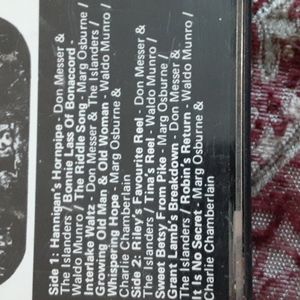 Side 1: Hannigan's Hornpipe - Don Messer &
The Islanders / Bonnie Lass Of Bonaccord -
Waldo Munro / The Riddle Song - Marg Osburne /
Interlake Waltz - Don Messer & The Islanders /
Growing Old Man & Old Woman - Waldo Munro /
Whispering Hope - Marg Osburne &
Charlie Chamberlain
Side 2: Riley's Favourite Reel - Don Messer &
The Islanders / Tina's Reel - Waldo Munro /
Sweet Betsy From Pike - Marg Osburne /
Grant Lamb's Breakdown - Don Messer &
The Islanders / Robin's Return - Waldo Munro /
It Is No Secret - Marg Osburne &
Charlie Chamberlain